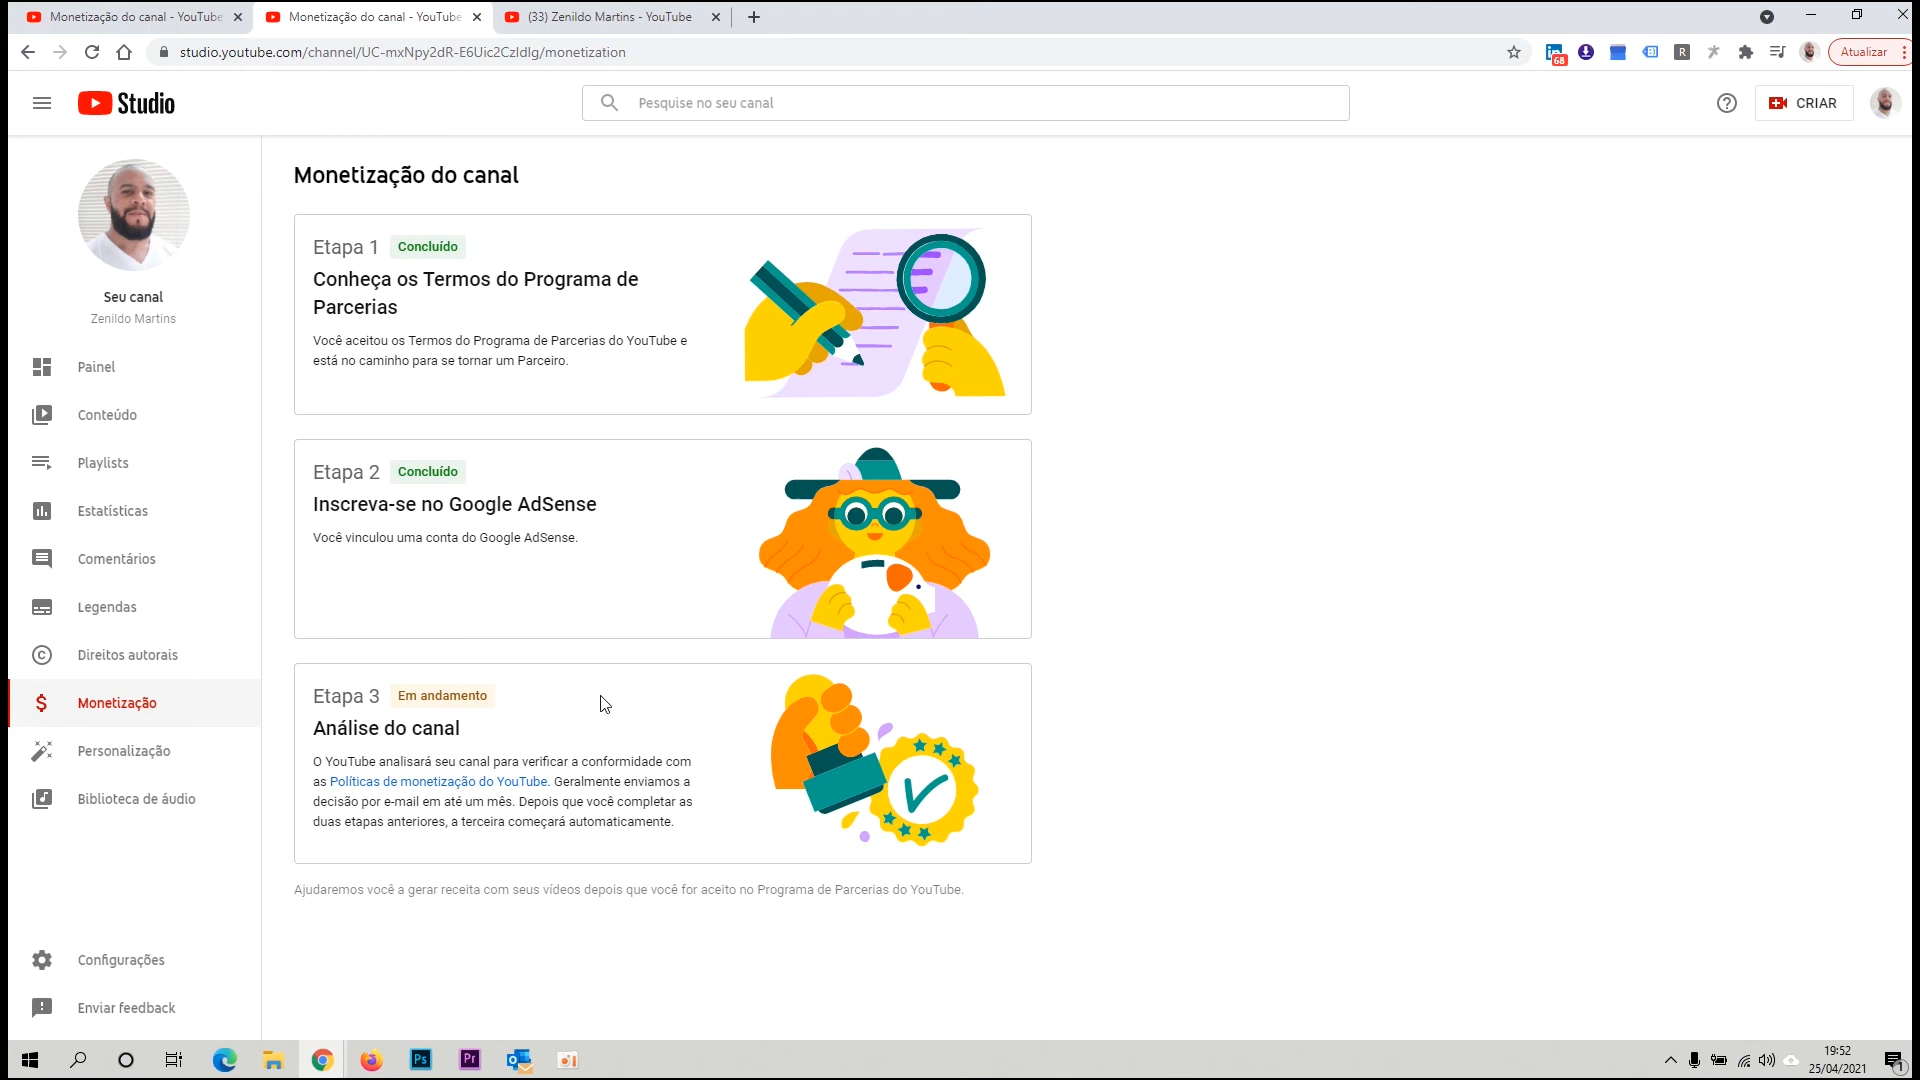 Monetização do canal - YouTube
Monetização do canal - YouTube
(33) Zenildo Martins - YouTube
studio.youtube.com/channel/UC-mxNpy2dR-E6Uic2CzIdlg/monetization
68
R
Atualizar
Studio
Pesquise no seu canal
CRIAR
Seu canal
Zenildo Martins
Painel
Conteúdo
Playlists
Estatísticas
Comentários
Legendas
Direitos autorais
Monetização
Personalização
Biblioteca de áudio
Configurações
Enviar feedback
Monetização do canal
Etapa 1 Concluído
Conheça os Termos do Programa de
Parcerias
Você aceitou os Termos do Programa de Parcerias do YouTube e
está no caminho para se tornar um Parceiro.
Etapa 2 Concluído
Inscreva-se no Google AdSense
Você vinculou uma conta do Google AdSense.
Etapa 3 Em andamento
Análise do canal
O YouTube analisará seu canal para verificar a conformidade com
as Políticas de monetização do YouTube. Geralmente enviamos a
decisão por e-mail em até um mês. Depois que você completar as
duas etapas anteriores, a terceira começará automaticamente.
Ajudaremos você a gerar receita com seus vídeos depois que você for aceito no Programa de Parcerias do YouTube.
Ps
Pr
19:52
25/04/2021
1